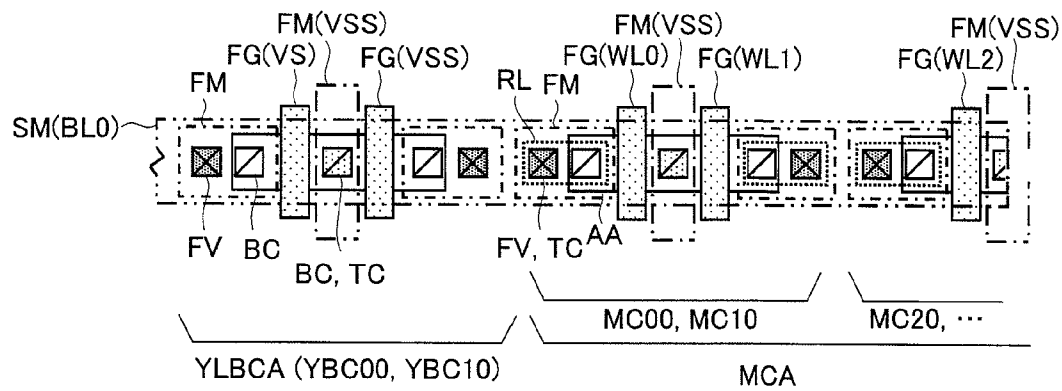 FM(VSS)
FM(VSS)
FM(VSS)
FG(VS)
FG(VSS)
FG(WL0)
FG(WL1)
FG(WL2)
FM
RL
FM
SM(BL0)
FV
BC
BC, TC
FV, TC
AA
MC00, MC10
MC20, ···
YLBCA (YBC00, YBC10)
MCA